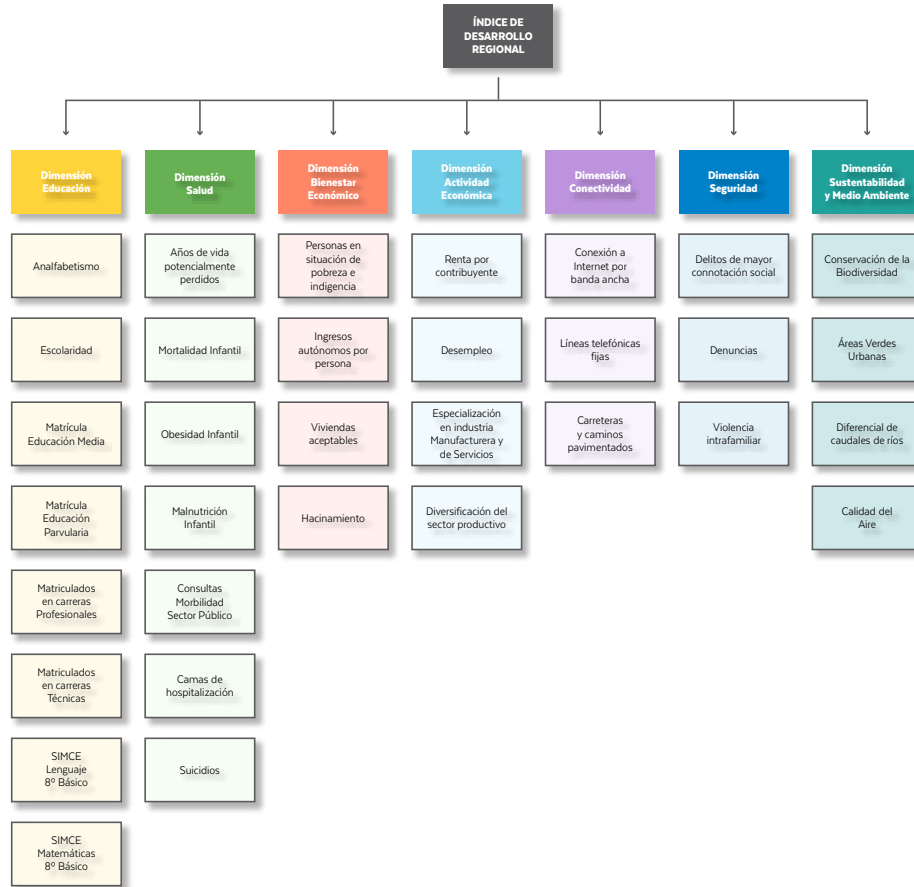 ÍNDICE DE
DESARROLLO
REGIONAL
Dimensión
Educación
Analfabetismo
Escolaridad
Matrícula
Educación Media
Matrícula
Educación
Parvularia
Matriculados
en carreras
Profesionales
Matriculados
en carreras
Técnicas
SIMCE
Lenguaje
8º Básico
SIMCE
Matemáticas
8º Básico
Dimensión
Salud
Años de vida
potencialmente
perdidos
Mortalidad Infantil
Obesidad Infantil
Malnutrición
Infantil
Consultas
Morbilidad
Sector Público
Camas de
hospitalización
Suicidios
Dimensión
Bienestar
Económico
Personas en
situación de
pobreza e
indigencia
Ingresos
autónomos por
persona
Viviendas
aceptables
Hacinamiento
Dimensión
Actividad
Económica
Renta por
contribuyente
Desempleo
Especialización
en industria
Manufacturera y
de Servicios
Diversificación del
sector productivo
Dimensión
Conectividad
Conexión a
Internet por
banda ancha
Líneas telefónicas
fijas
Carreteras
y caminos
pavimentados
Dimensión
Seguridad
Delitos de mayor
connotación social
Denuncias
Violencia
intrafamiliar
Dimensión
Sustentabilidad
y Medio Ambiente
Conservación de la
Biodiversidad
Áreas Verdes
Urbanas
Diferencial de
caudales de ríos
Calidad del
Aire